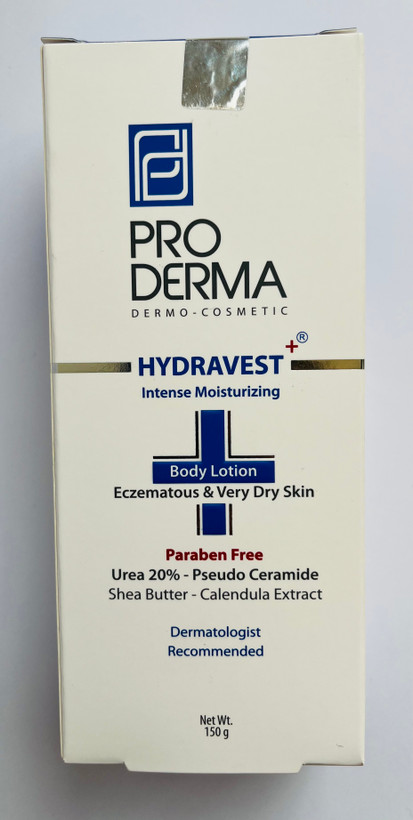 PRO
DERMA
DERMO-COSMETIC
HYDRAVEST +®
Intense Moisturizing
Body Lotion
Eczematous & Very Dry Skin
Paraben Free
Urea 20% - Pseudo Ceramide
Shea Butter - Calendula Extract
Dermatologist
Recommended
Net Wt.
150 g